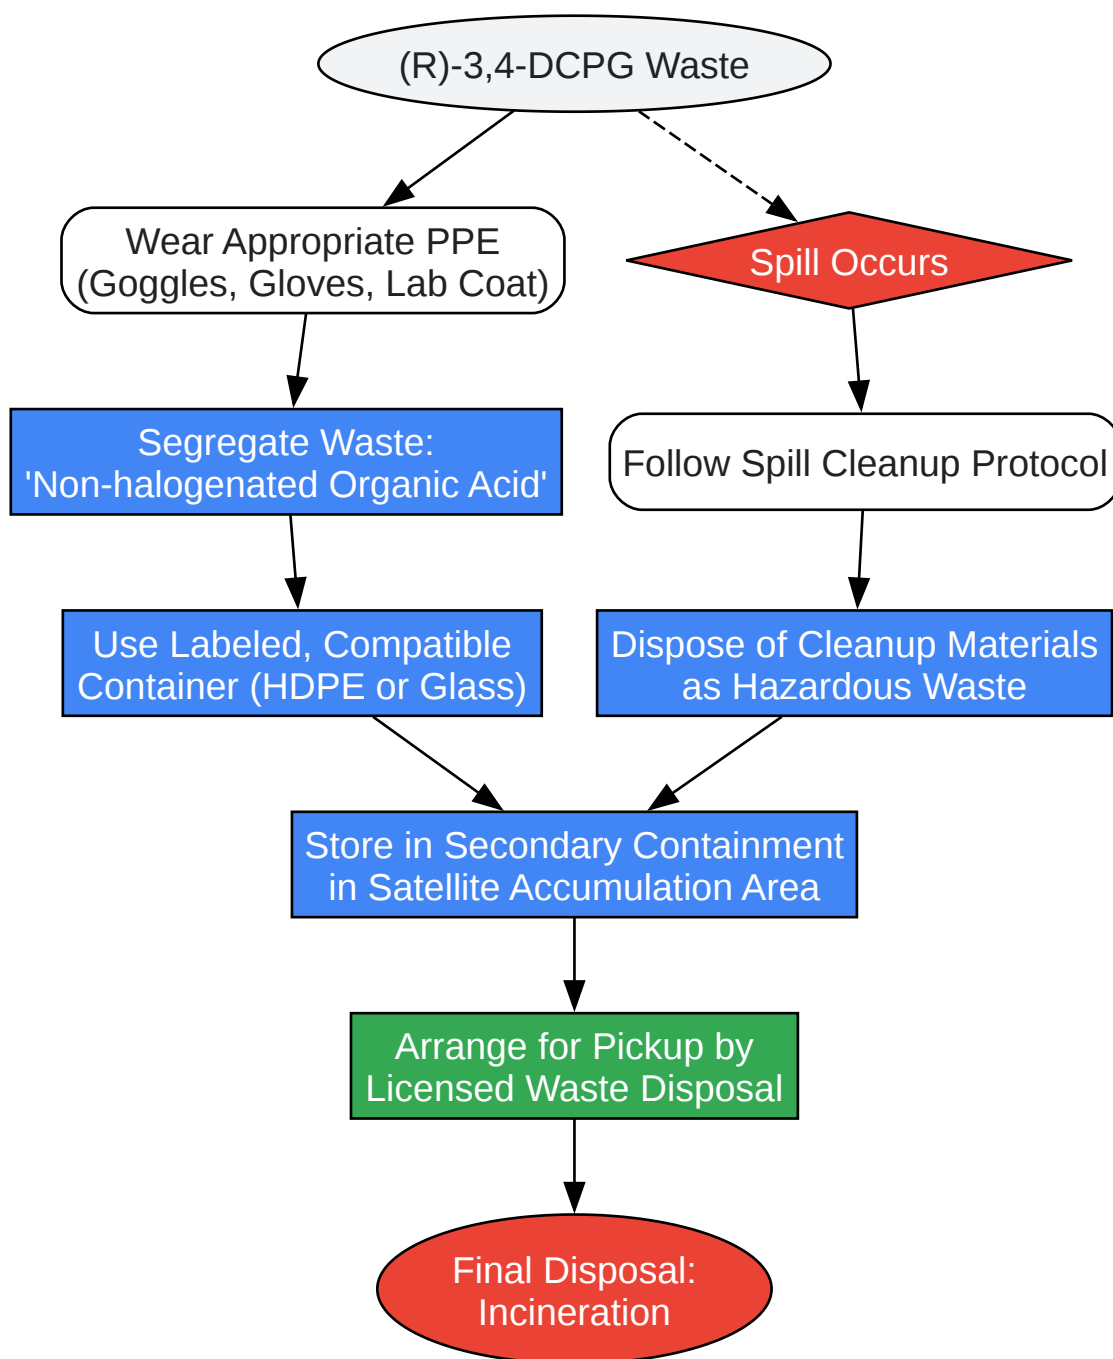 (R)-3,4-DCPG Waste
Wear Appropriate PPE
(Goggles, Gloves, Lab Coat)
Spill Occurs
Segregate Waste:
'Non-halogenated Organic Acid'
Follow Spill Cleanup Protocol
Use Labeled, Compatible
Container (HDPE or Glass)
Dispose of Cleanup Materials
as Hazardous Waste
Store in Secondary Containment
in Satellite Accumulation Area
Arrange for Pickup by
Licensed Waste Disposal
Final Disposal:
Incineration